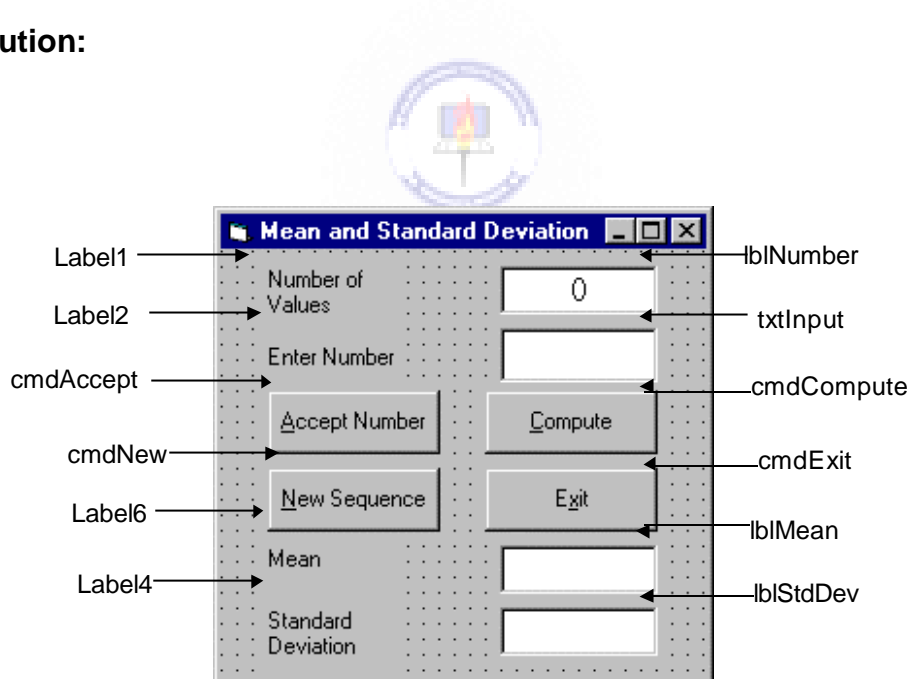 ution:
Mean and Standard Deviation
Label1
lblNumber
Number of
Values
0
Label2
txtInput
Enter Number
cmdAccept
cmdCompute
Accept Number
Compute
cmdNew
cmdExit
New Sequence
Exit
Label6
lblMean
Mean
Label4
lblStdDev
Standard
Deviation